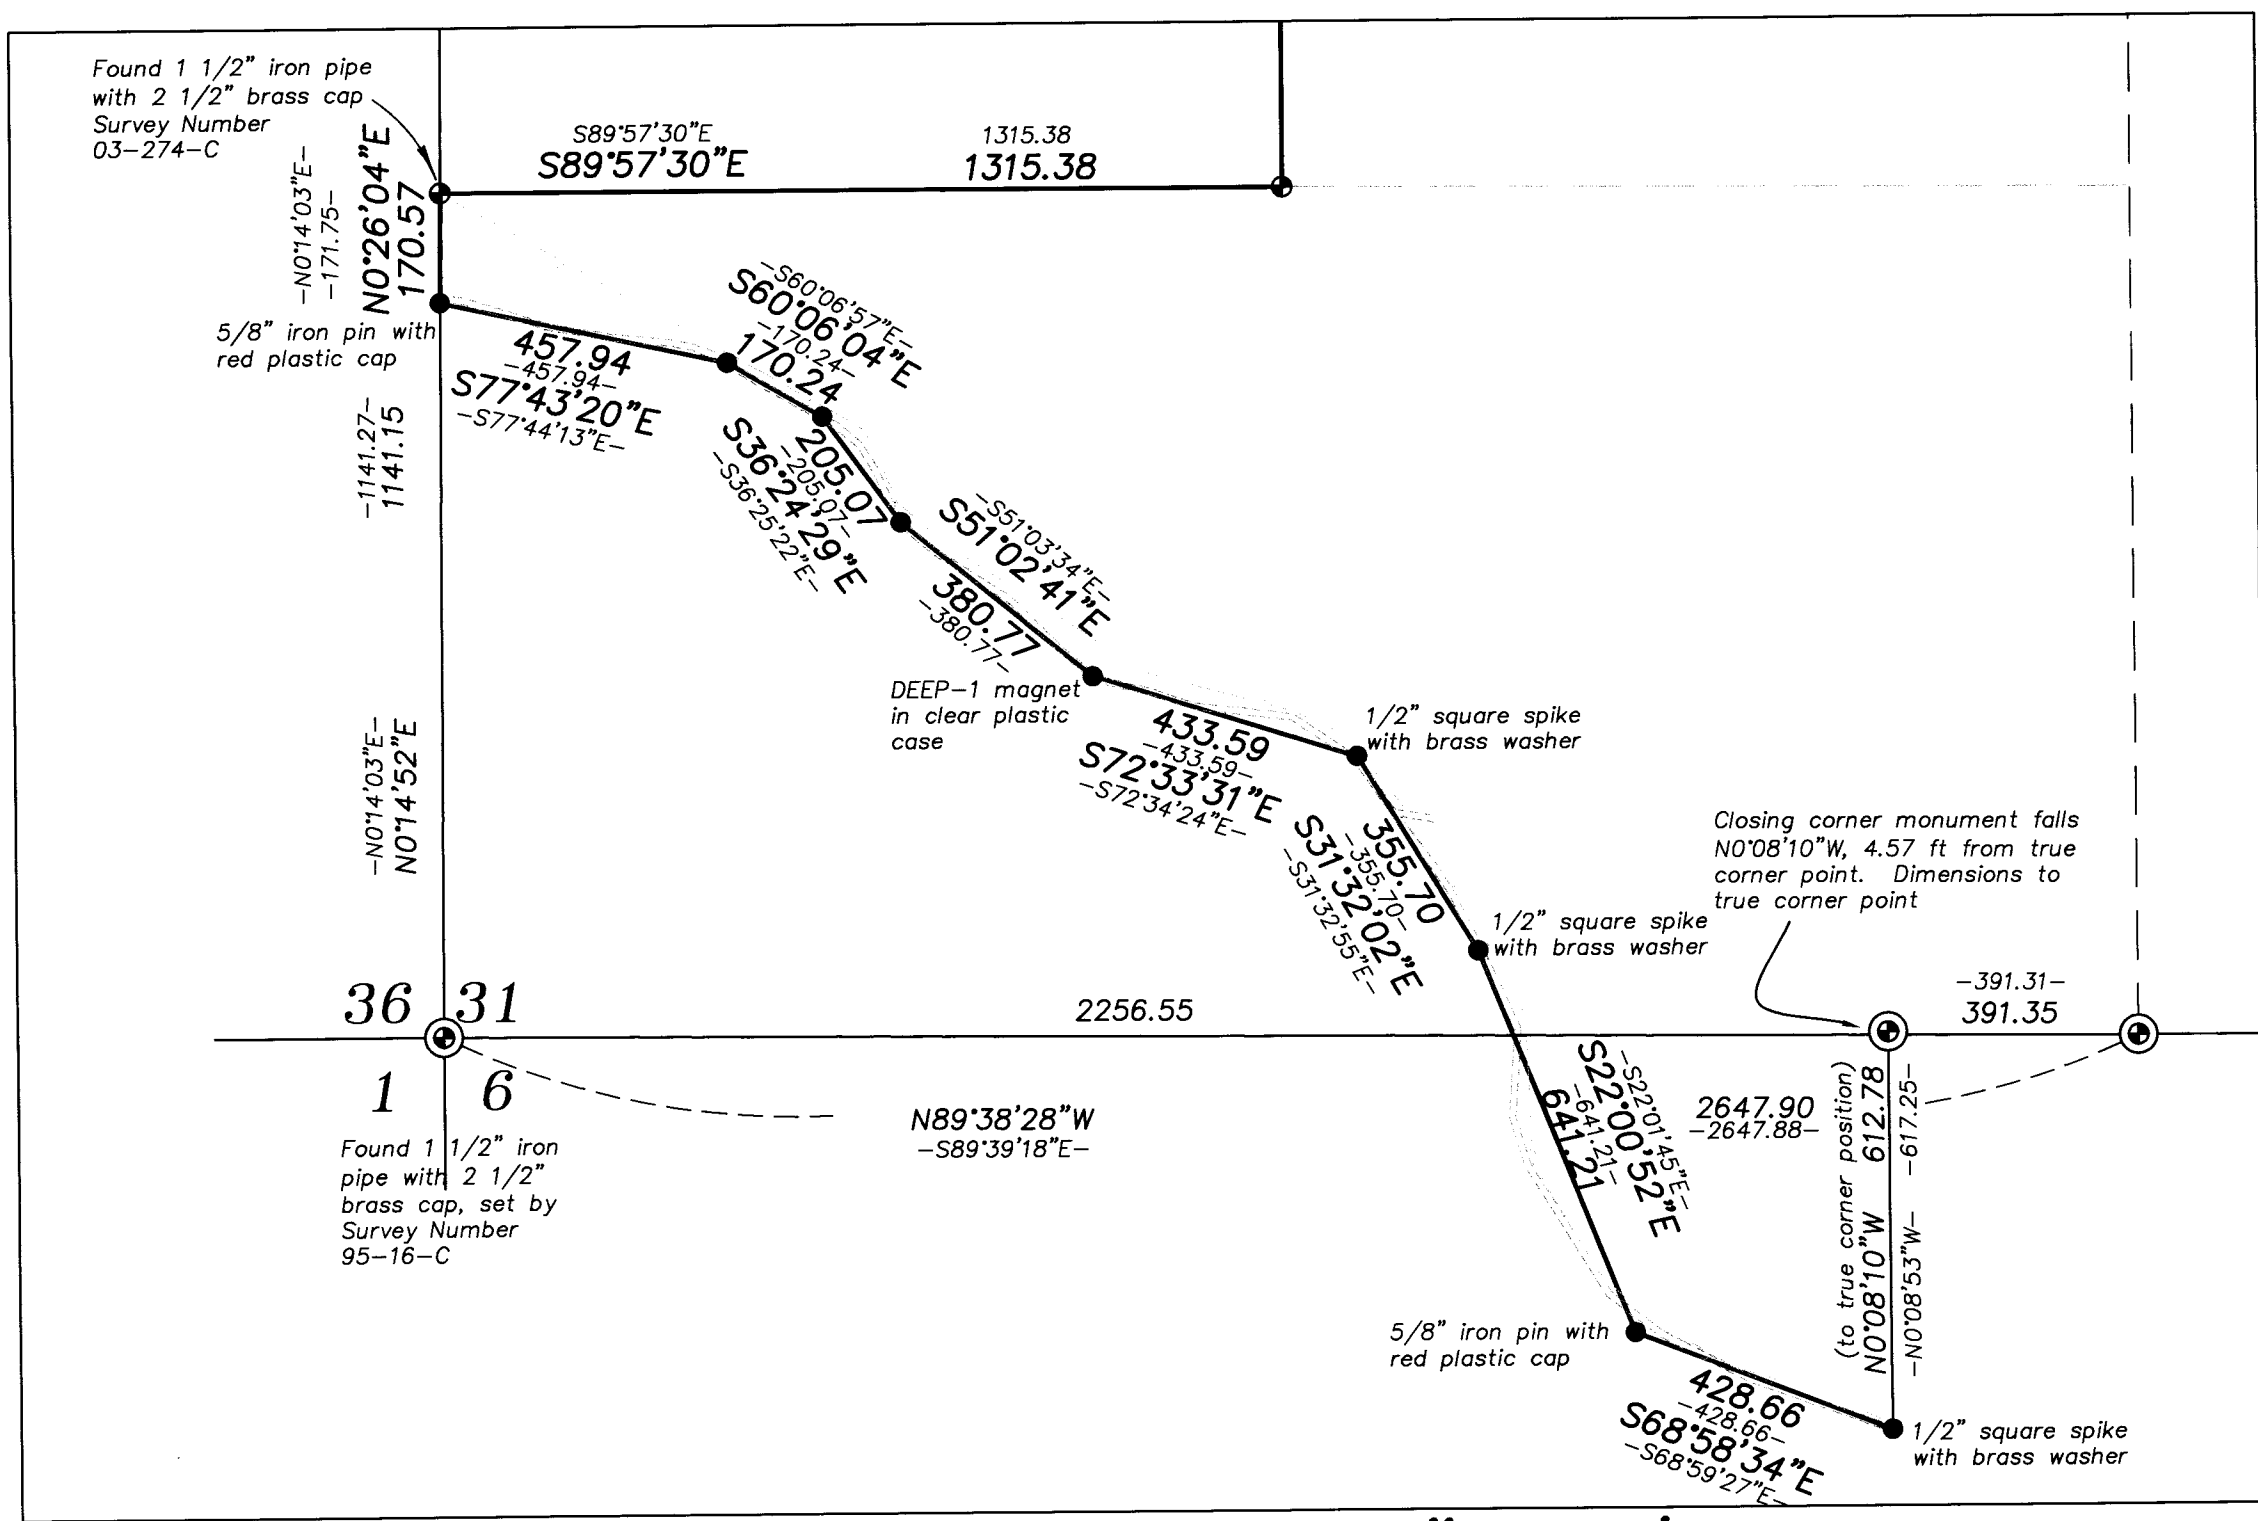 Found 1 1/2" iron pipe
with 2 1/2" brass cap
Survey Number
03-274-C
S89°57'30"E
S89°57'30"E
1315.38
1315.38
-N0°14'03"E-
-171.75-
N0°26'04"E
170.57
5/8" iron pin with
red plastic cap
457.94
-457.94-
S77°43'20"E
-S77°44'13"E-
-S60°06'57"E-
S60°06'04"E
-170.24-
170.24
205.07
-205.07-
S36°24'29"E
-S36°25'22"E-
-S51°03'34"E-
S51°02'41"E
380.77
-380.77-
-1141.27-
1141.15
-N0°14'03"E-
N0°14'52"E
DEEP-1 magnet
in clear plastic
case
433.59
-433.59-
S72°33'31"E
-S72°34'24"E-
1/2" square spike
with brass washer
355.70
-355.70-
S31°32'02"E
-S31°32'55"E-
1/2" square spike
with brass washer
Closing corner monument falls
N0°08'10"W, 4.57 ft from true
corner point. Dimensions to
true corner point
-391.31-
391.35
36 31
2256.55
1 6
Found 1 1/2" iron
pipe with 2 1/2"
brass cap, set by
Survey Number
95-16-C
N89°38'28"W
-S89°39'18"E-
-S22°01'45"E-
S22°00'52"E
-641.21-
641.21
2647.90
-2647.88-
(to true corner position)
N0°08'10"W 612.78
-N0°08'53"W- -617.25-
5/8" iron pin with
red plastic cap
428.66
-428.66-
S68°58'34"E
-S68°59'27"E-
1/2" square spike
with brass washer